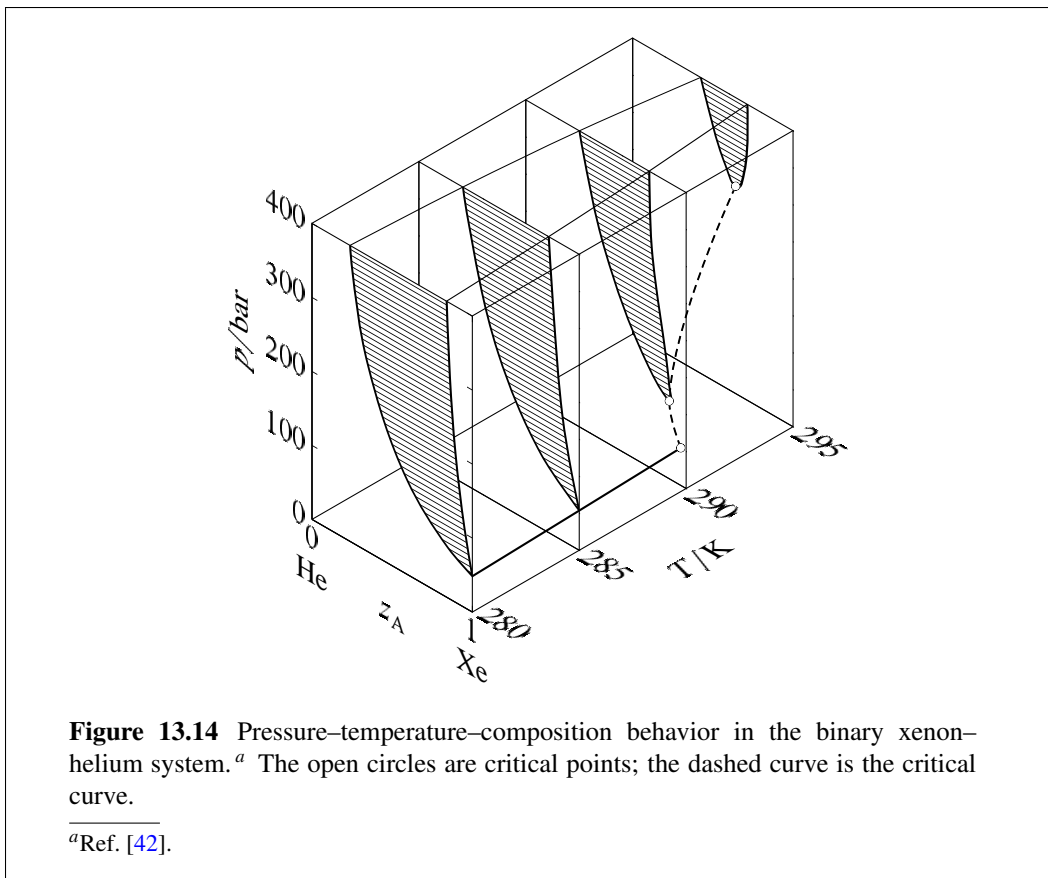 400
300
200
100
0
p/bar
0
He
z_A
1
Xe
280
285
290
295
T/K
Figure 13.14 Pressure–temperature–composition behavior in the binary xenon–
helium system.ᵃ The open circles are critical points; the dashed curve is the critical
curve.
ᵃRef. [42].